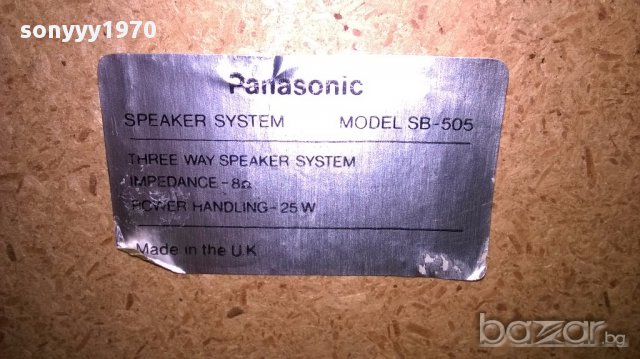 sonyyy1970
Panasonic
SPEAKER SYSTEM MODEL SB-505
THREE WAY SPEAKER SYSTEM
IMPEDANCE-8Ω
POWER HANDLING-25W
Made in the U.K
bazar.bg